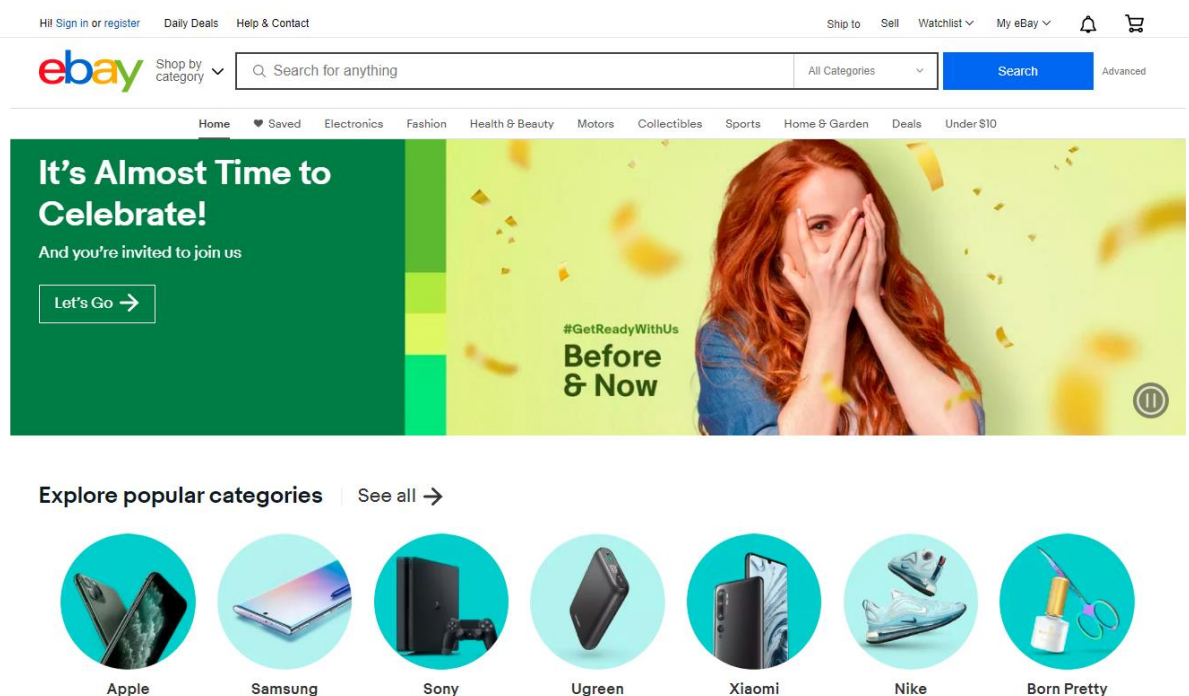 Hi! Sign in or register Daily Deals Help & Contact Ship to Sell Watchlist My eBay
ebay Shop by category Search for anything All Categories Search Advanced
Home Saved Electronics Fashion Health & Beauty Motors Collectibles Sports Home & Garden Deals Under $10
It's Almost Time to
Celebrate!
And you're invited to join us
Let's Go
#GetReadyWithUs
Before
& Now
Explore popular categories See all
Apple Samsung Sony Ugreen Xiaomi Nike Born Pretty